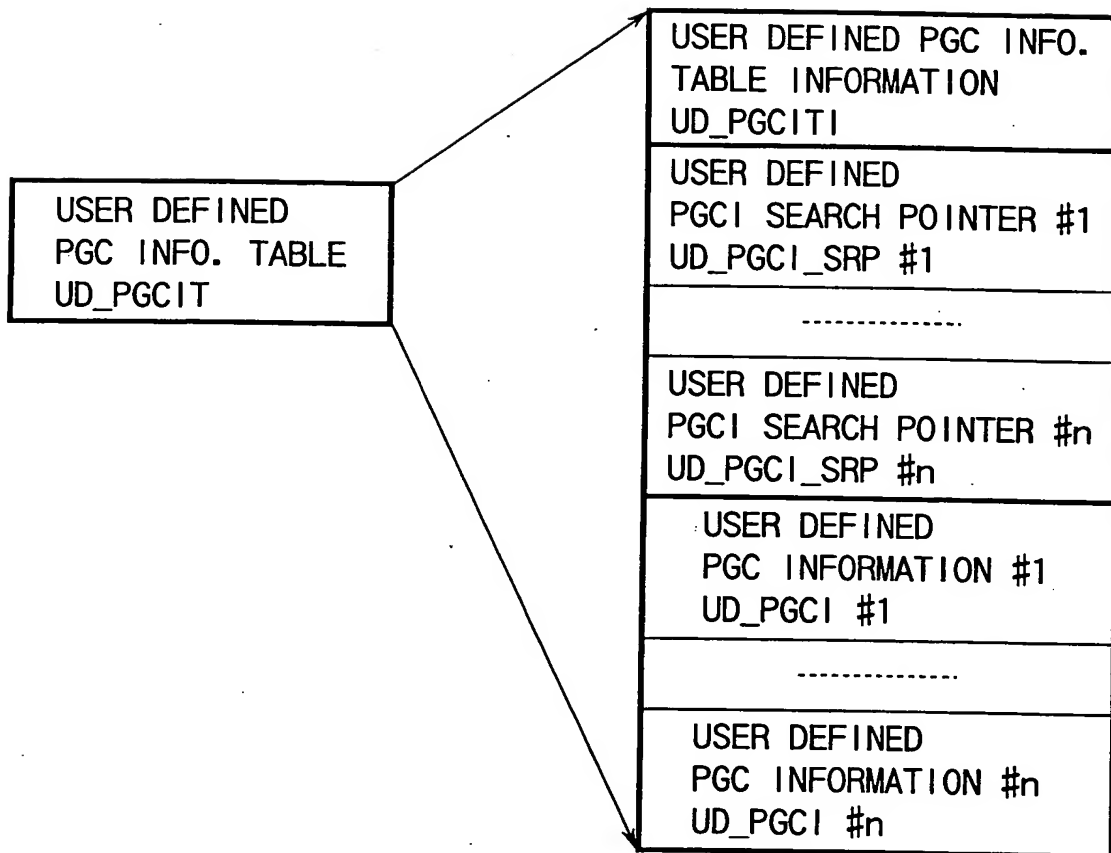 USER DEFINED
PGC INFO. TABLE
UD_PGCIT
USER DEFINED PGC INFO.
TABLE INFORMATION
UD_PGCITI
USER DEFINED
PGCI SEARCH POINTER #1
UD_PGCI_SRP #1
---------------
USER DEFINED
PGCI SEARCH POINTER #n
UD_PGCI_SRP #n
USER DEFINED
PGC INFORMATION #1
UD_PGCI #1
---------------
USER DEFINED
PGC INFORMATION #n
UD_PGCI #n